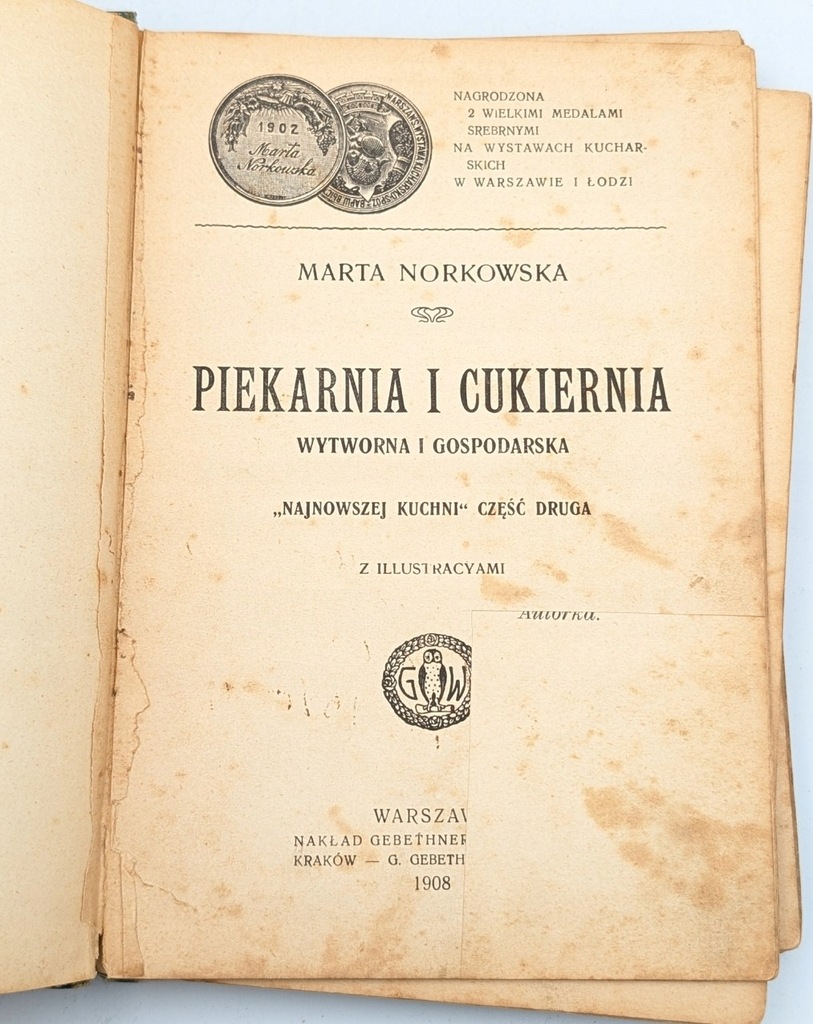 1902
Marta
Norkowska
NAGRODZONA
2 WIELKIMI MEDALAMI
SREBRNYMI
NA WYSTAWACH KUCHAR-
SKICH
W WARSZAWIE I ŁODZI
MARTA NORKOWSKA
PIEKARNIA I CUKIERNIA
WYTWORNA I GOSPODARSKA
„NAJNOWSZEJ KUCHNI“ CZĘŚĆ DRUGA
Z ILLUSTRACYAMI
Autorka.
G W
WARSZAW
NAKŁAD GEBETHNER
KRAKÓW — G. GEBETH
1908